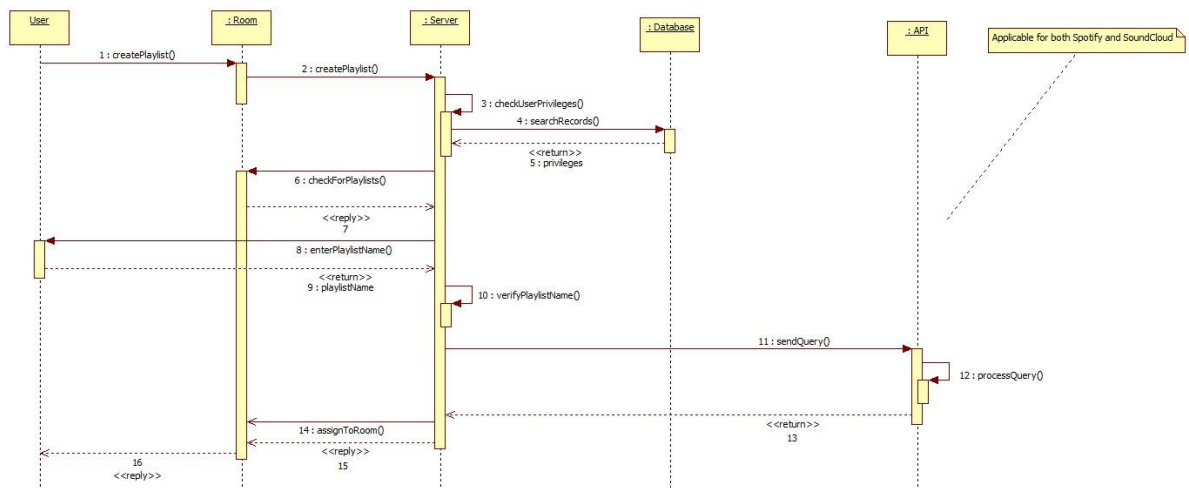 User
: Room
: Server
: Database
: API
Applicable for both Spotify and SoundCloud
1 : createPlaylist()
2 : createPlaylist()
3 : checkUserPrivileges()
4 : searchRecords()
<<return>>
5 : privileges
6 : checkForPlaylists()
<<reply>>
7
8 : enterPlaylistName()
<<return>>
9 : playlistName
10 : verifyPlaylistName()
11 : sendQuery()
12 : processQuery()
<<return>>
13
14 : assignToRoom()
<<reply>>
15
16
<<reply>>